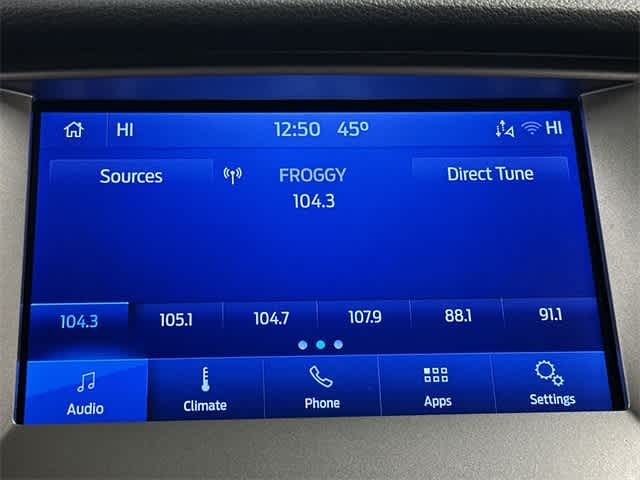 HI 12:50 45º HI
Sources FROGGY Direct Tune
104.3
104.3 105.1 104.7 107.9 88.1 91.1
Audio Climate Phone Apps Settings